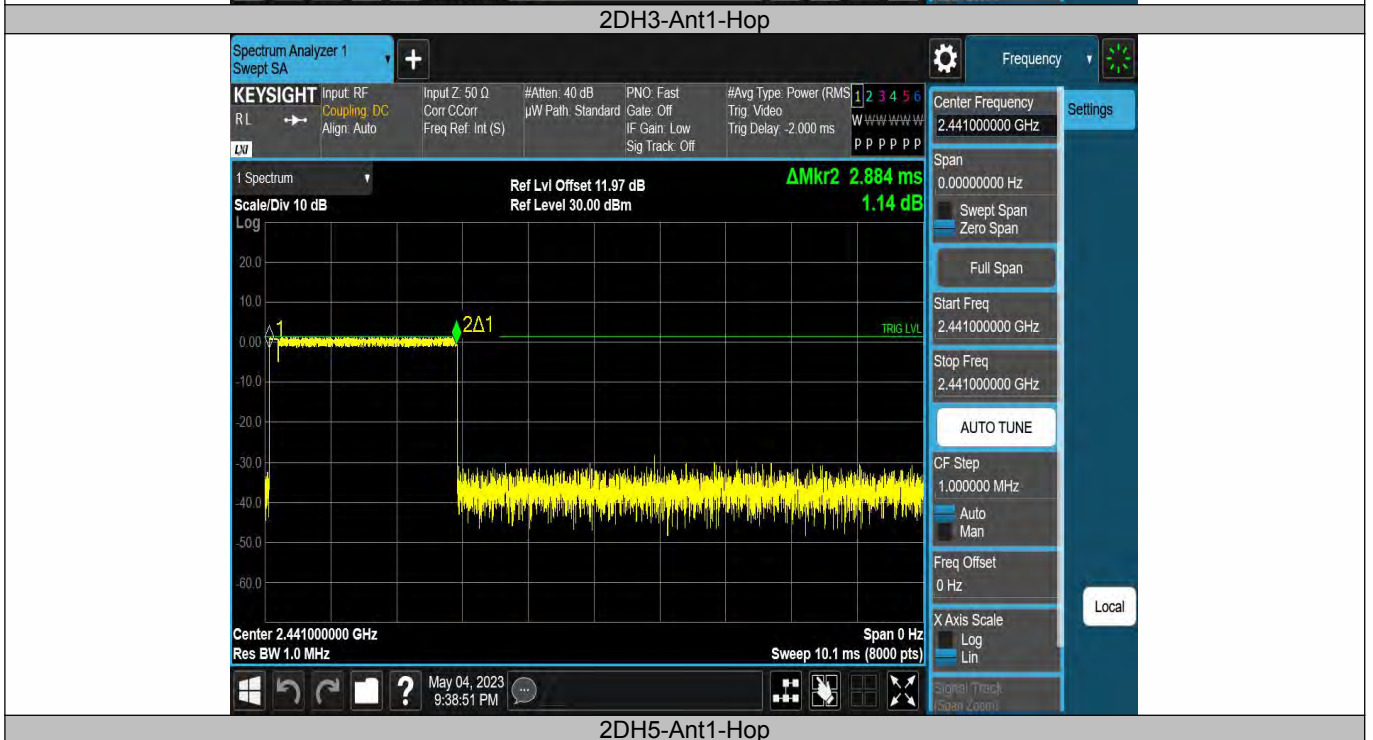 2DH3-Ant1-Hop
Spectrum Analyzer 1
Swept SA
+
Frequency
KEYSIGHT
RL
LXI
Input: RF
Coupling: DC
Align: Auto
Input Z: 50 Ω
Corr CCorr
Freq Ref: Int (S)
#Atten: 40 dB
µW Path: Standard
PNO: Fast
Gate: Off
IF Gain: Low
Sig Track: Off
#Avg Type: Power (RMS
Trig: Video
Trig Delay: -2.000 ms
1 2 3 4 5 6
W W W W W W
P P P P P P
Center Frequency
2.441000000 GHz
Settings
1 Spectrum
Scale/Div 10 dB
Log
Ref Lvl Offset 11.97 dB
Ref Level 30.00 dBm
ΔMkr2 2.884 ms
1.14 dB
Span
0.00000000 Hz
Swept Span
Zero Span
Full Span
Start Freq
2.441000000 GHz
Stop Freq
2.441000000 GHz
AUTO TUNE
CF Step
1.000000 MHz
Auto
Man
Freq Offset
0 Hz
X Axis Scale
Log
Lin
Signal Track
(Span Zoom)
Local
20.0
10.0
0.00
-10.0
-20.0
-30.0
-40.0
-50.0
-60.0
1
2Δ1
TRIG LVL
Center 2.441000000 GHz
Res BW 1.0 MHz
Span 0 Hz
Sweep 10.1 ms (8000 pts)
?
May 04, 2023
9:38:51 PM
2DH5-Ant1-Hop